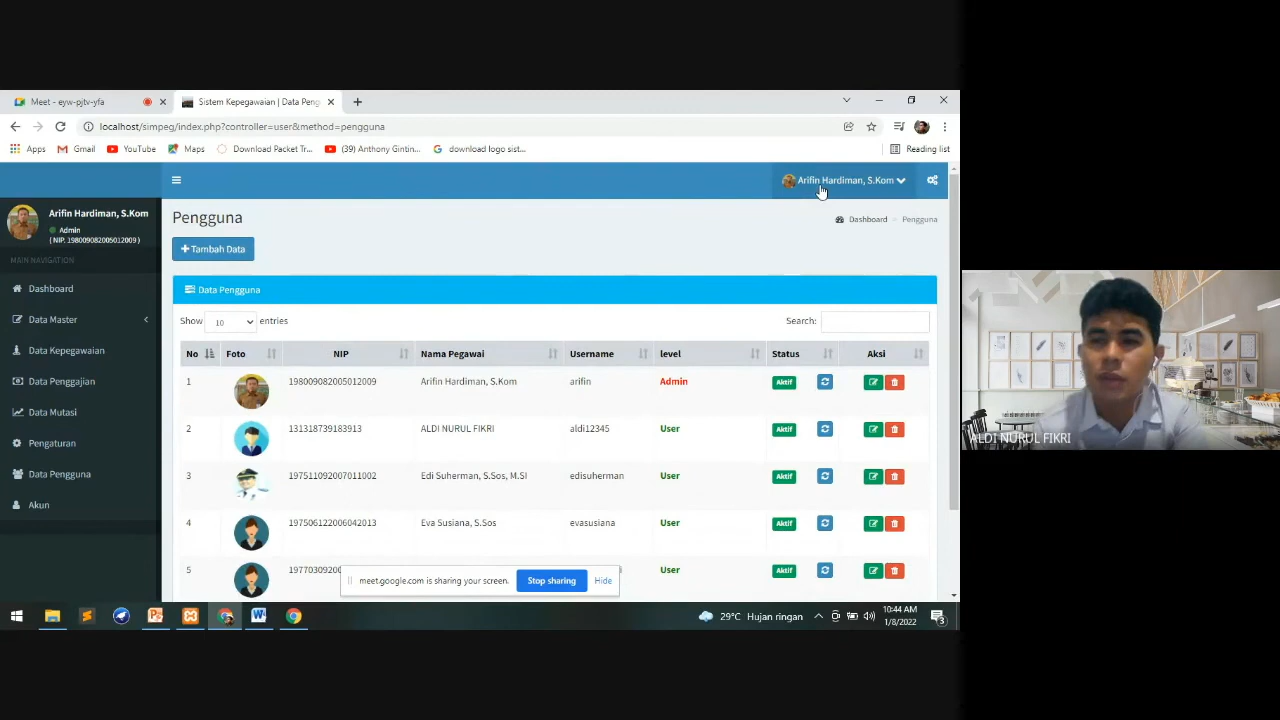 Meet - eyw-pjtv-yfa
Sistem Kepegawaian | Data Peng
localhost/simpeg/index.php?controller=user&method=pengguna
Apps Gmail YouTube Maps Download Packet Tr... (39) Anthony Gintin... download logo sist... Reading list
Arifin Hardiman, S.Kom
Arifin Hardiman, S.Kom
Admin
( NIP. 198009082005012009 )
MAIN NAVIGATION
Dashboard
Data Master
Data Kepegawaian
Data Penggajian
Data Mutasi
Pengaturan
Data Pengguna
Akun
Pengguna
Dashboard > Pengguna
Tambah Data
Data Pengguna
Show 10 entries Search:
No Foto NIP Nama Pegawai Username level Status Aksi
1 198009082005012009 Arifin Hardiman, S.Kom arifin Admin Aktif
2 131318739183913 ALDI NURUL FIKRI aldi12345 User Aktif
3 197511092007011002 Edi Suherman, S.Sos, M.SI edisuherman User Aktif
4 197506122006042013 Eva Susiana, S.Sos evasusiana User Aktif
5 User Aktif
meet.google.com is sharing your screen. Stop sharing Hide
29°C Hujan ringan
10:44 AM
1/8/2022
3
ALDI NURUL FIKRI